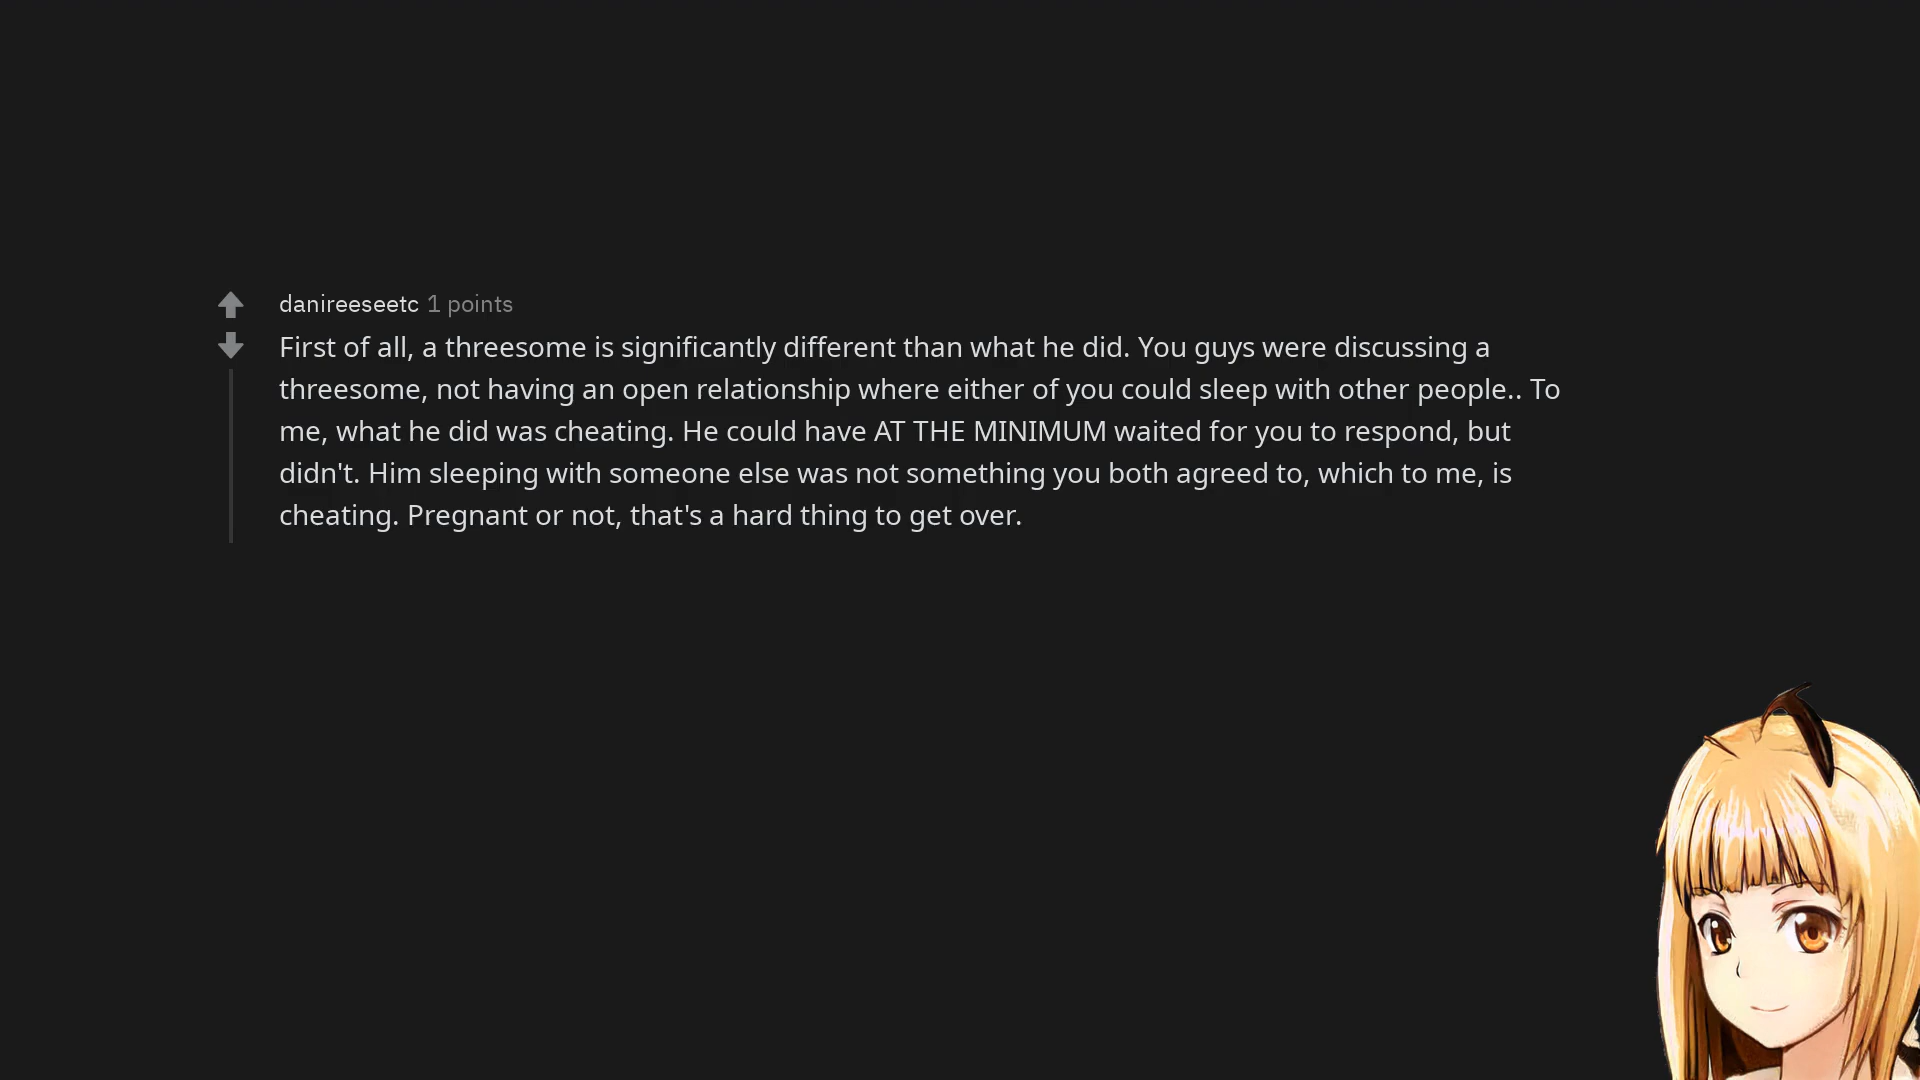 danireeseetc 1 points
First of all, a threesome is significantly different than what he did. You guys were discussing a
threesome, not having an open relationship where either of you could sleep with other people.. To
me, what he did was cheating. He could have AT THE MINIMUM waited for you to respond, but
didn't. Him sleeping with someone else was not something you both agreed to, which to me, is
cheating. Pregnant or not, that's a hard thing to get over.